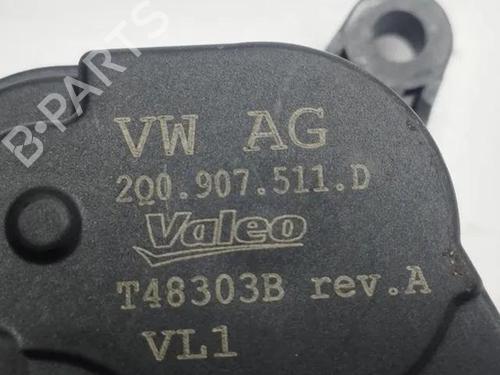 B-PARTS
VW AG
2Q0.907.511.D
Valeo
T48303B rev.A
VL1